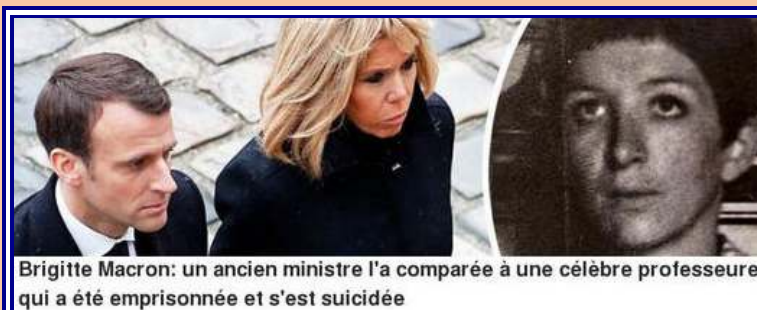 Brigitte Macron: un ancien ministre l'a comparée à une célèbre professeure
qui a été emprisonnée et s'est suicidée